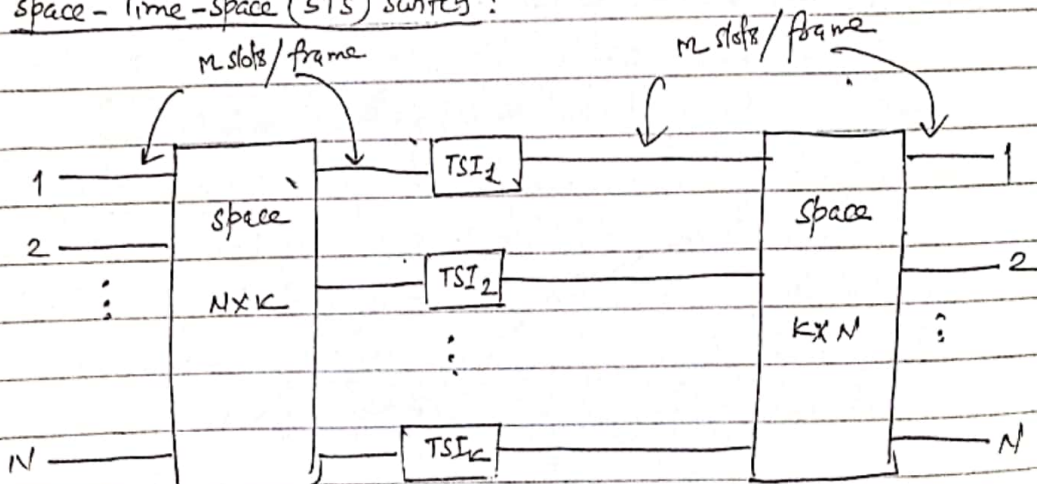 Space-Time-Space (STS) switch:
M slots/frame
M slots/frame
1
TSI1
1
Space
Space
2
TSI2
2
N×K
K×N
N
TSIK
N